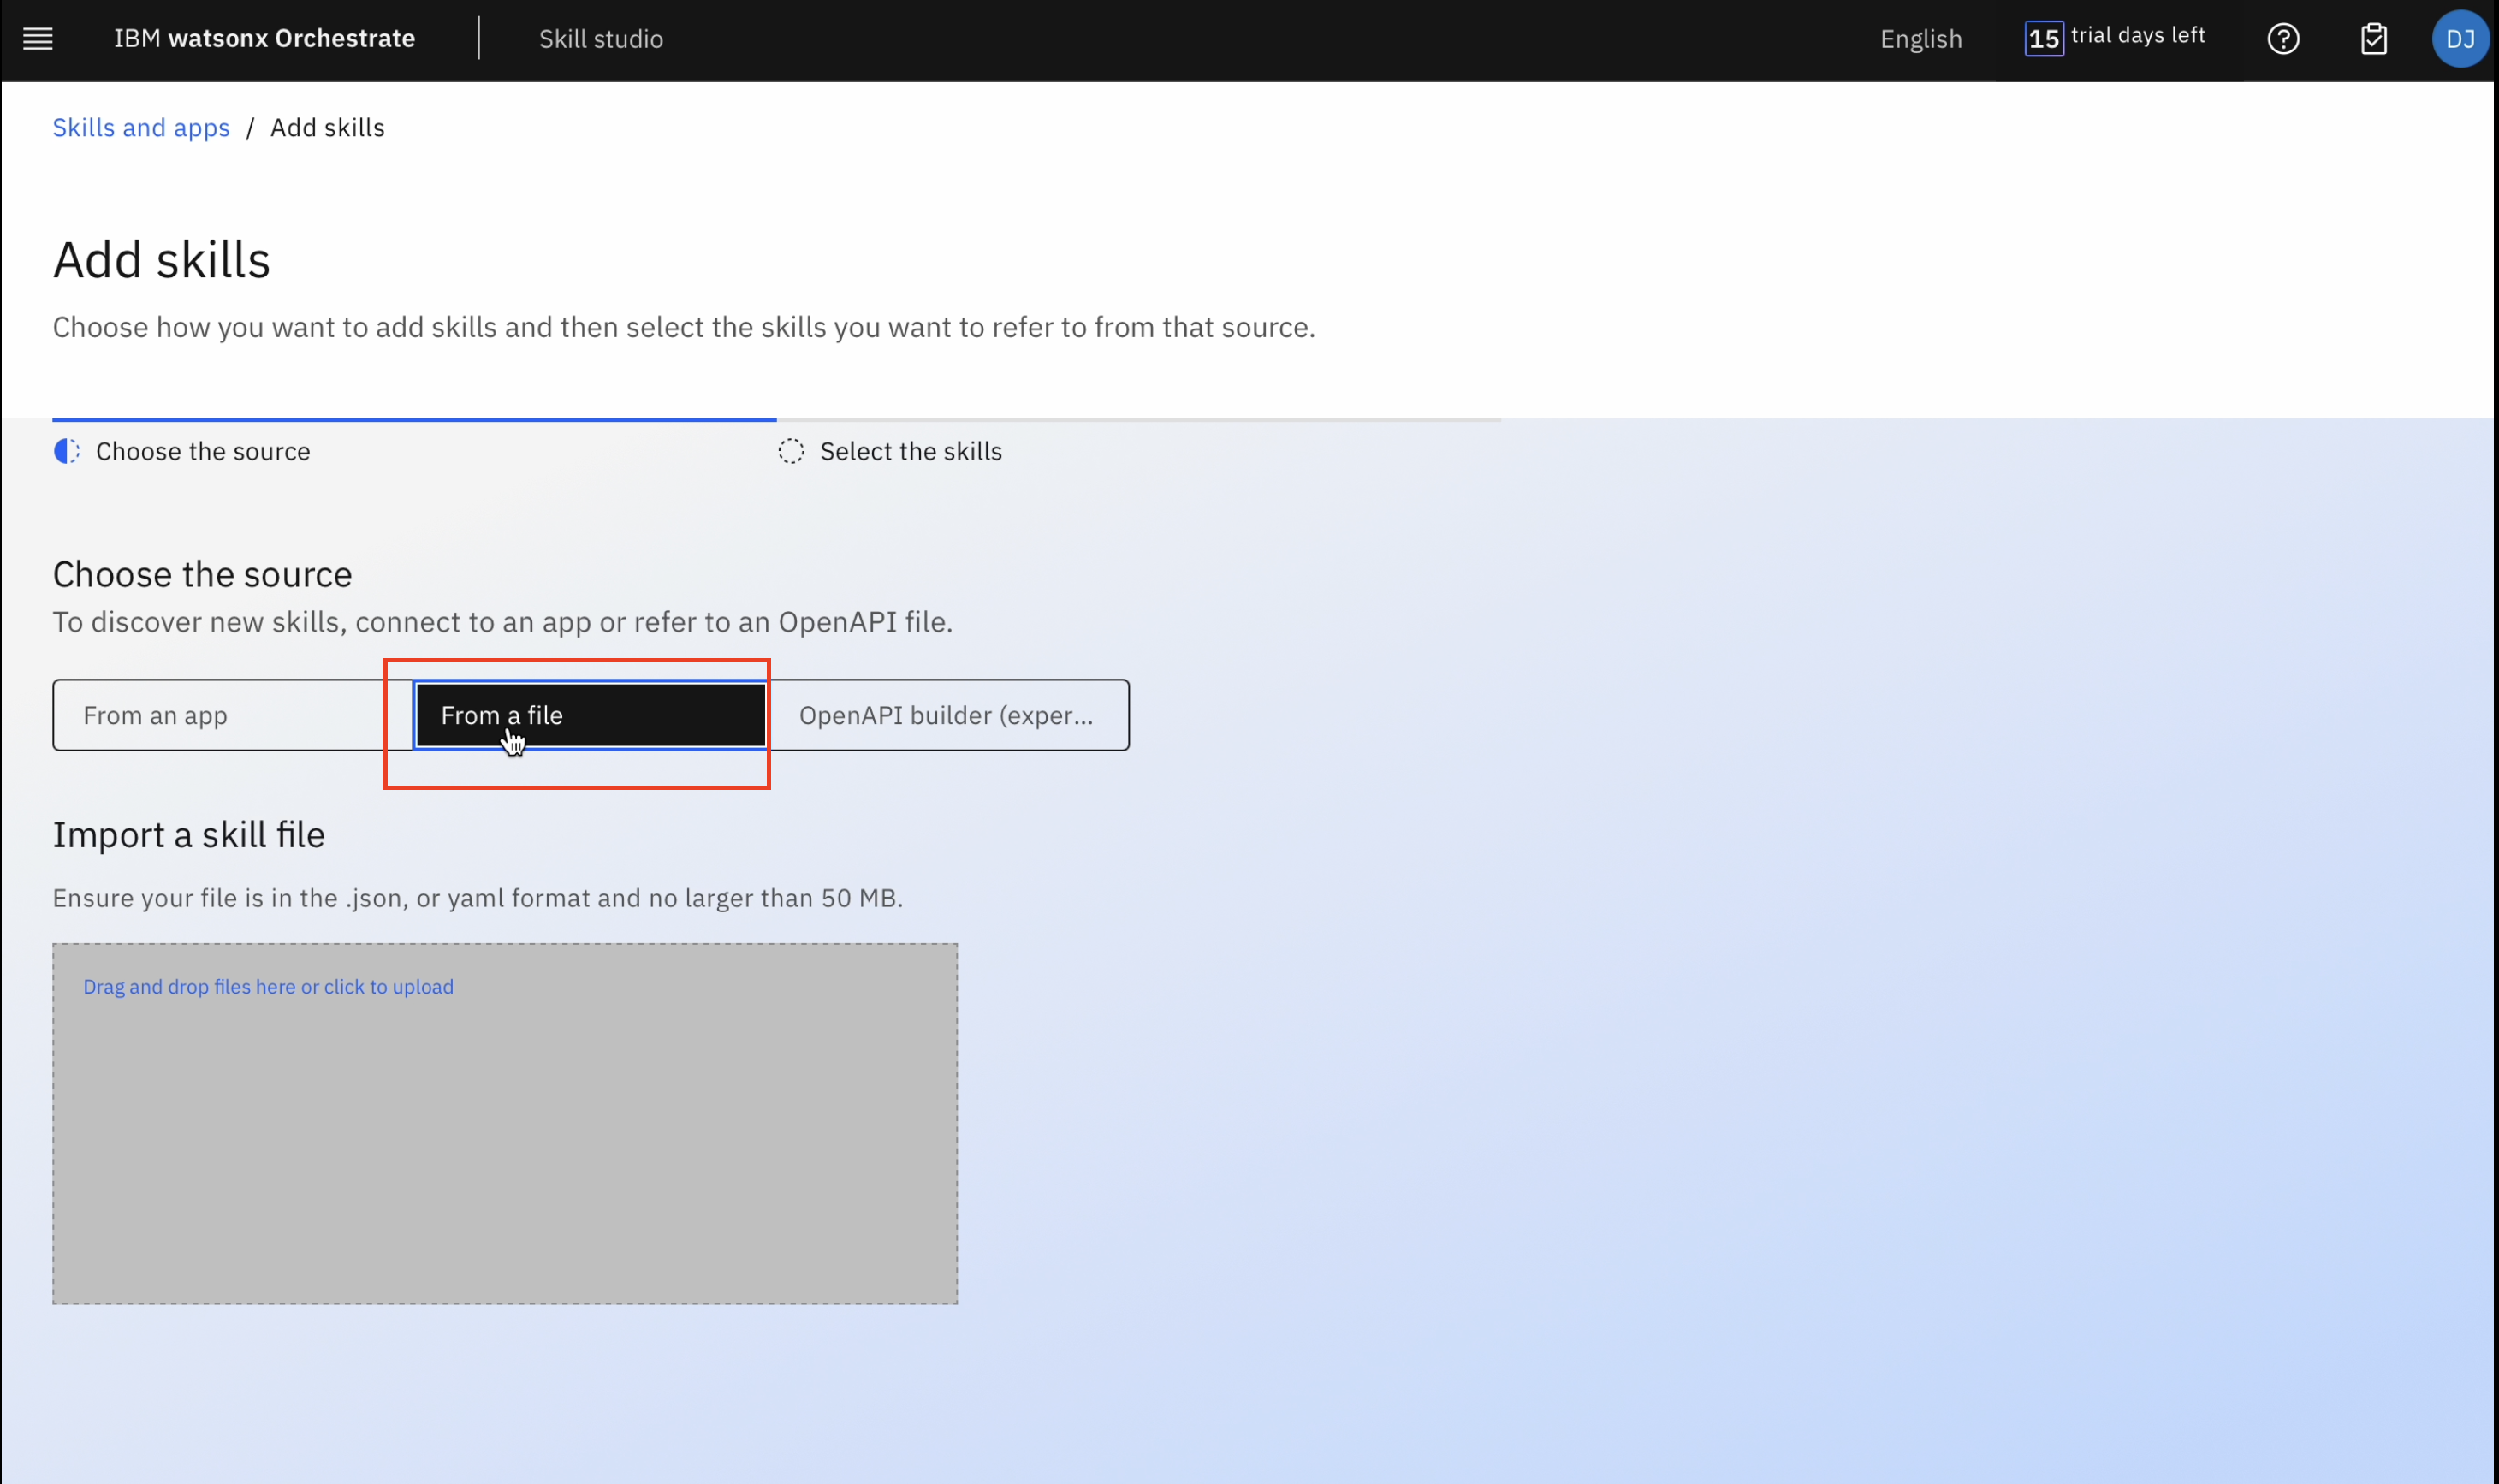 IBM watsonx Orchestrate
Skill studio
English
15 trial days left
DJ
Skills and apps / Add skills
Add skills
Choose how you want to add skills and then select the skills you want to refer to from that source.
Choose the source
Select the skills
Choose the source
To discover new skills, connect to an app or refer to an OpenAPI file.
From an app
From a file
OpenAPI builder (exper...
Import a skill file
Ensure your file is in the .json, or yaml format and no larger than 50 MB.
Drag and drop files here or click to upload